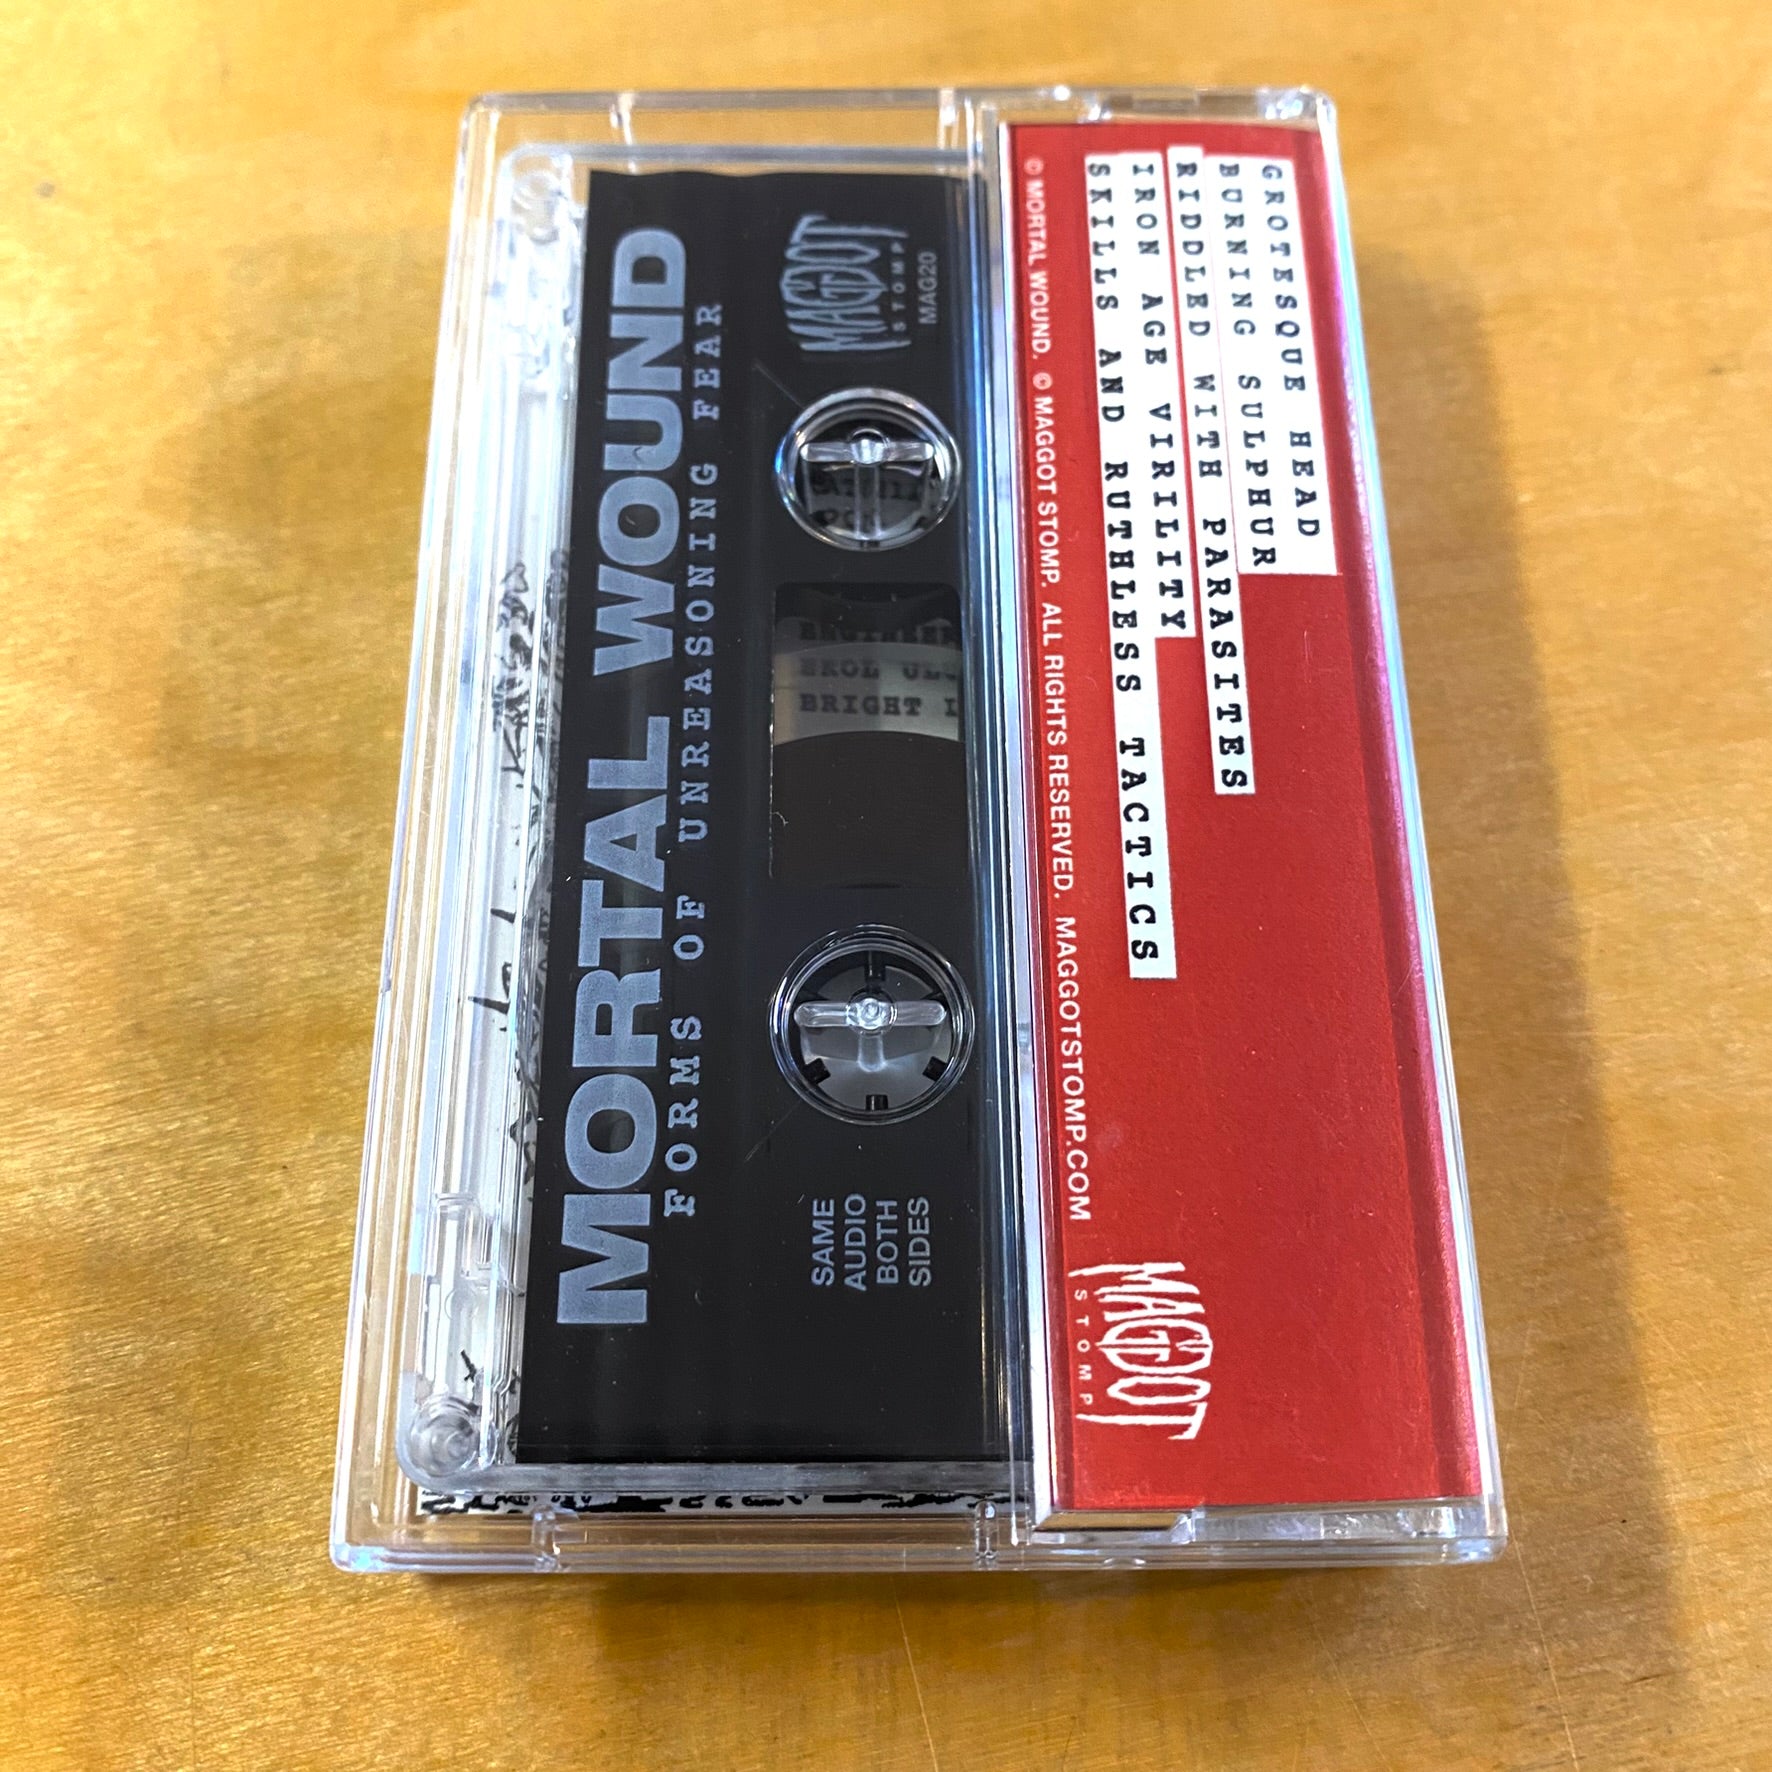 MORTAL WOUND
FORMS OF UNREASONING FEAR
MAGGOT
STOMP
MAG20
BRIGHT
SAME
AUDIO
BOTH
SIDES
GROTESQUE HEAD
BURNING SULPHUR
RIDDLED WITH PARASITES
IRON AGE VIRILITY
SKILLS AND RUTHLESS TACTICS
© MORTAL WOUND. © MAGGOT STOMP. ALL RIGHTS RESERVED. MAGGOTSTOMP.COM
MAGGOT
STOMP